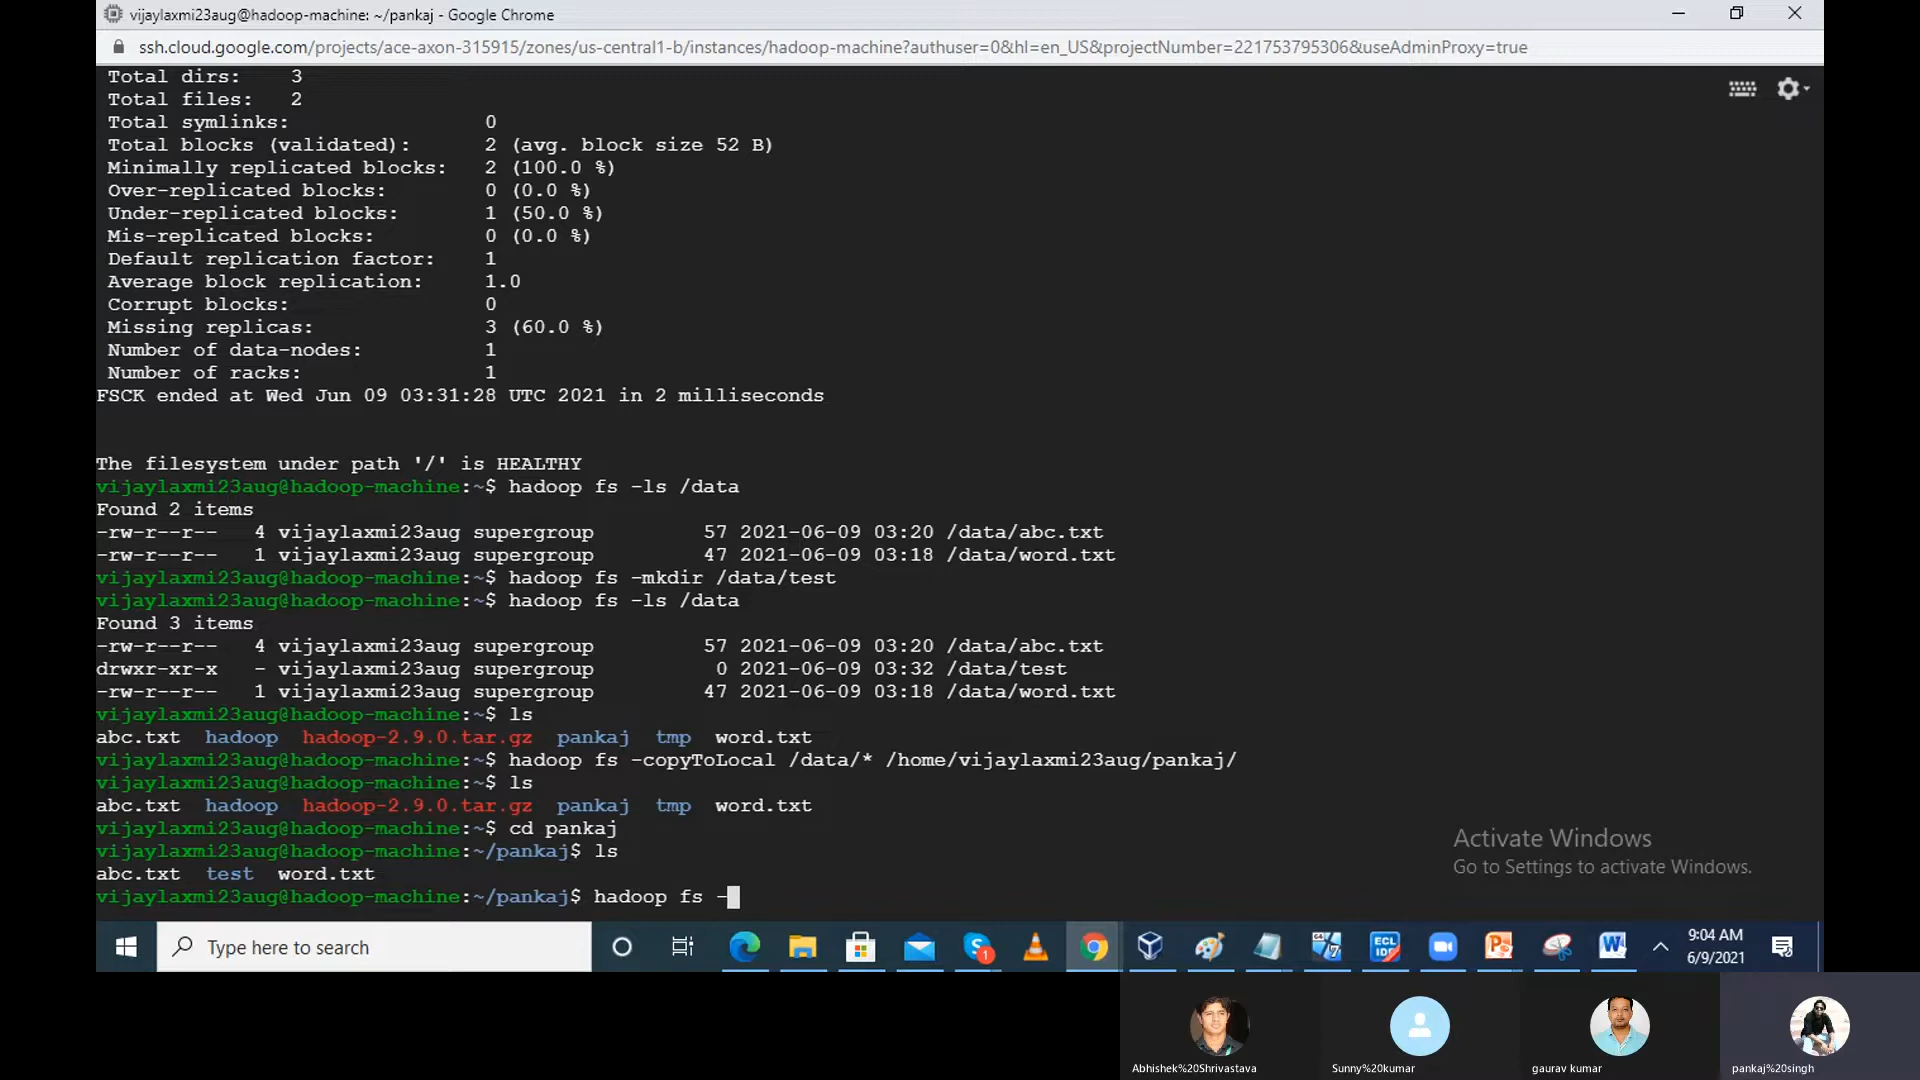 vijaylaxmi23aug@hadoop-machine: ~/pankaj - Google Chrome
ssh.cloud.google.com/projects/ace-axon-315915/zones/us-central1-b/instances/hadoop-machine?authuser=0&hl=en_US&projectNumber=221753795306&useAdminProxy=true
Total dirs: 3
Total files: 2
Total symlinks: 0
Total blocks (validated): 2 (avg. block size 52 B)
Minimally replicated blocks: 2 (100.0 %)
Over-replicated blocks: 0 (0.0 %)
Under-replicated blocks: 1 (50.0 %)
Mis-replicated blocks: 0 (0.0 %)
Default replication factor: 1
Average block replication: 1.0
Corrupt blocks: 0
Missing replicas: 3 (60.0 %)
Number of data-nodes: 1
Number of racks: 1
FSCK ended at Wed Jun 09 03:31:28 UTC 2021 in 2 milliseconds
The filesystem under path '/' is HEALTHY
vijaylaxmi23aug@hadoop-machine:~$ hadoop fs -ls /data
Found 2 items
-rw-r--r-- 4 vijaylaxmi23aug supergroup 57 2021-06-09 03:20 /data/abc.txt
-rw-r--r-- 1 vijaylaxmi23aug supergroup 47 2021-06-09 03:18 /data/word.txt
vijaylaxmi23aug@hadoop-machine:~$ hadoop fs -mkdir /data/test
vijaylaxmi23aug@hadoop-machine:~$ hadoop fs -ls /data
Found 3 items
-rw-r--r-- 4 vijaylaxmi23aug supergroup 57 2021-06-09 03:20 /data/abc.txt
drwxr-xr-x - vijaylaxmi23aug supergroup 0 2021-06-09 03:32 /data/test
-rw-r--r-- 1 vijaylaxmi23aug supergroup 47 2021-06-09 03:18 /data/word.txt
vijaylaxmi23aug@hadoop-machine:~$ ls
abc.txt hadoop hadoop-2.9.0.tar.gz pankaj tmp word.txt
vijaylaxmi23aug@hadoop-machine:~$ hadoop fs -copyToLocal /data/* /home/vijaylaxmi23aug/pankaj/
vijaylaxmi23aug@hadoop-machine:~$ ls
abc.txt hadoop hadoop-2.9.0.tar.gz pankaj tmp word.txt
vijaylaxmi23aug@hadoop-machine:~$ cd pankaj
vijaylaxmi23aug@hadoop-machine:~/pankaj$ ls
abc.txt test word.txt
vijaylaxmi23aug@hadoop-machine:~/pankaj$ hadoop fs -
Activate Windows
Go to Settings to activate Windows.
Type here to search
1
ECL
IDE
9:04 AM
6/9/2021
Abhishek%20Shrivastava
Sunny%20kumar
gaurav kumar
pankaj%20singh